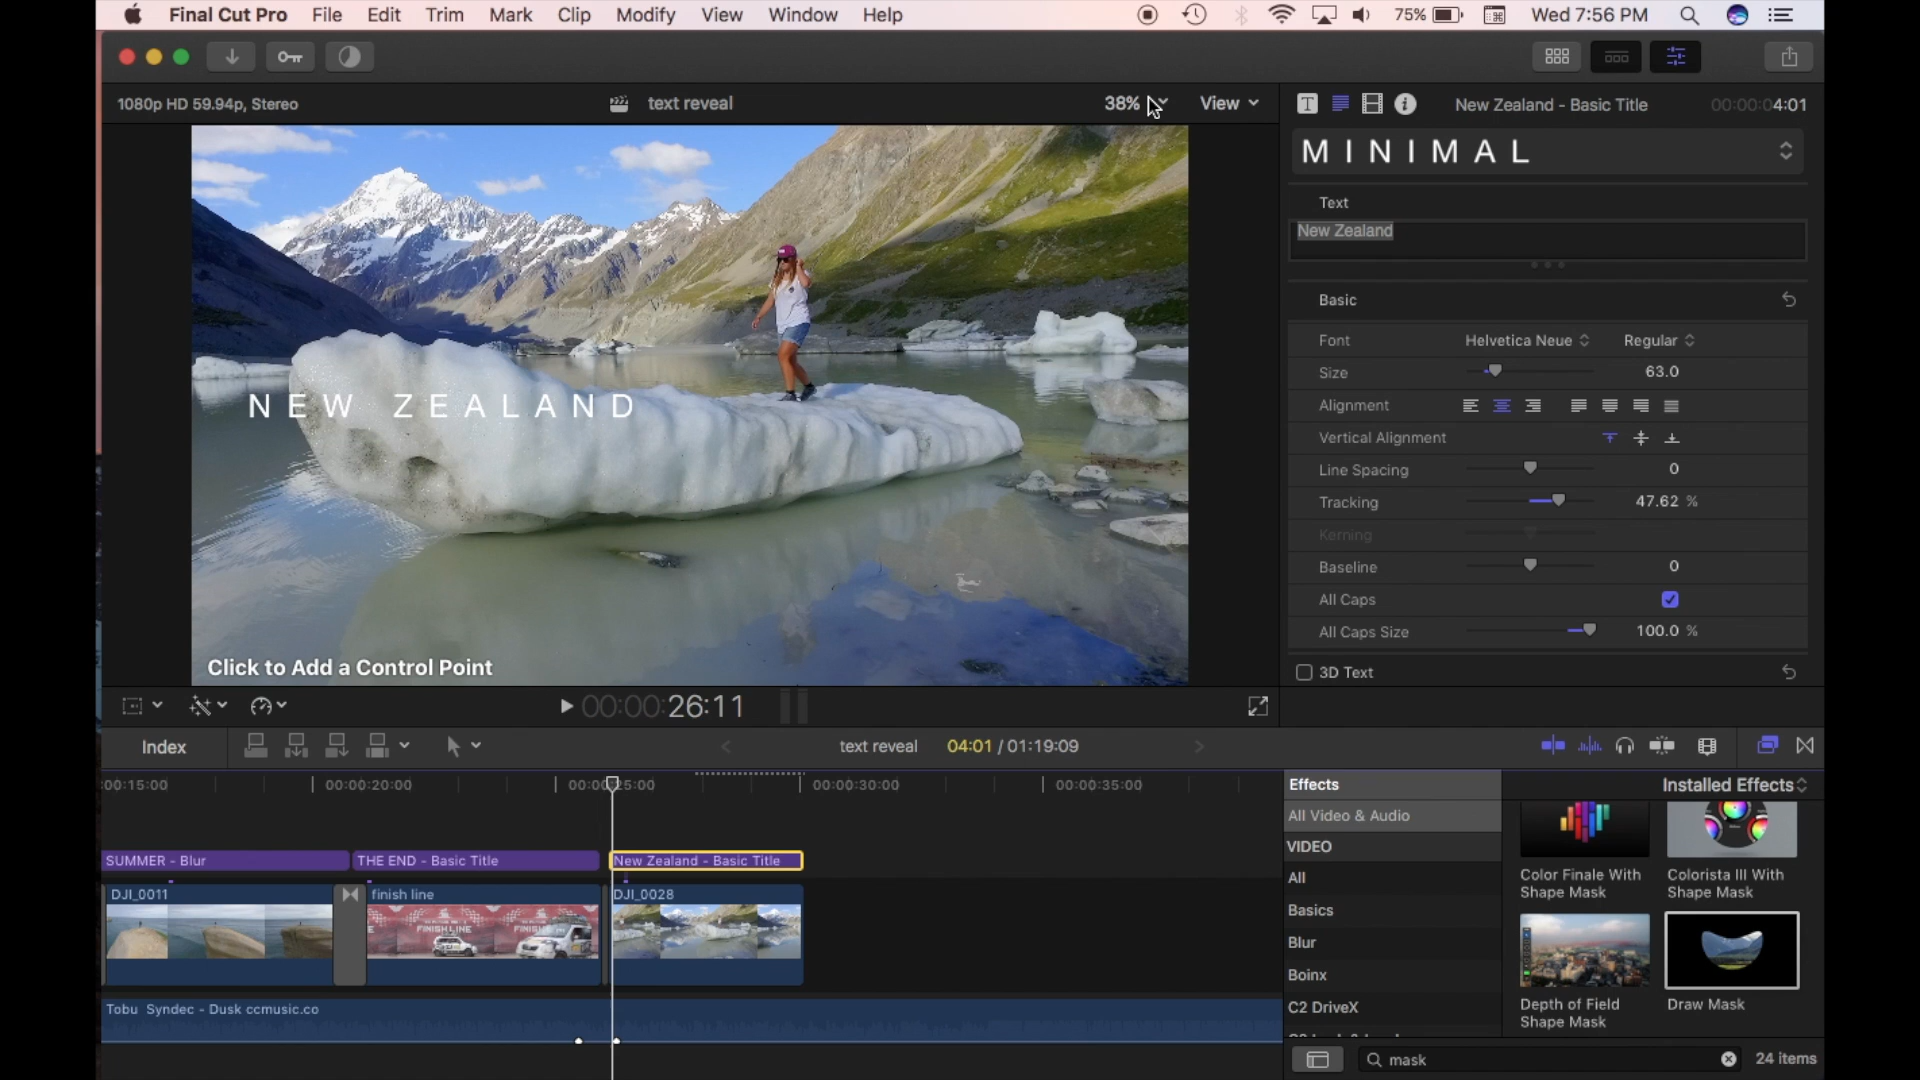 Final Cut Pro File Edit Trim Mark Clip Modify View Window Help 75% Wed 7:56 PM
1080p HD 59.94p, Stereo text reveal 38% View New Zealand - Basic Title 00:00:04:01
MINIMAL
Text
New Zealand
Basic
Font Helvetica Neue Regular
Size 63.0
NEW ZEALAND
Alignment
Vertical Alignment
Line Spacing 0
Tracking 47.62 %
Kerning
Baseline 0
All Caps
All Caps Size 100.0 %
Click to Add a Control Point
3D Text
00:00:26:11
Index text reveal 04:01 / 01:19:09
:00:15:00 00:00:20:00 00:00:25:00 00:00:30:00 00:00:35:00
SUMMER - Blur THE END - Basic Title New Zealand - Basic Title
DJI_0011 finish line DJI_0028
FINISH LINE
Tobu Syndec - Dusk ccmusic.co
Effects Installed Effects
All Video & Audio
VIDEO
All
Basics
Blur
Boinx
C2 DriveX
Color Finale With
Shape Mask
Colorista III With
Shape Mask
Depth of Field
Shape Mask
Draw Mask
mask 24 items